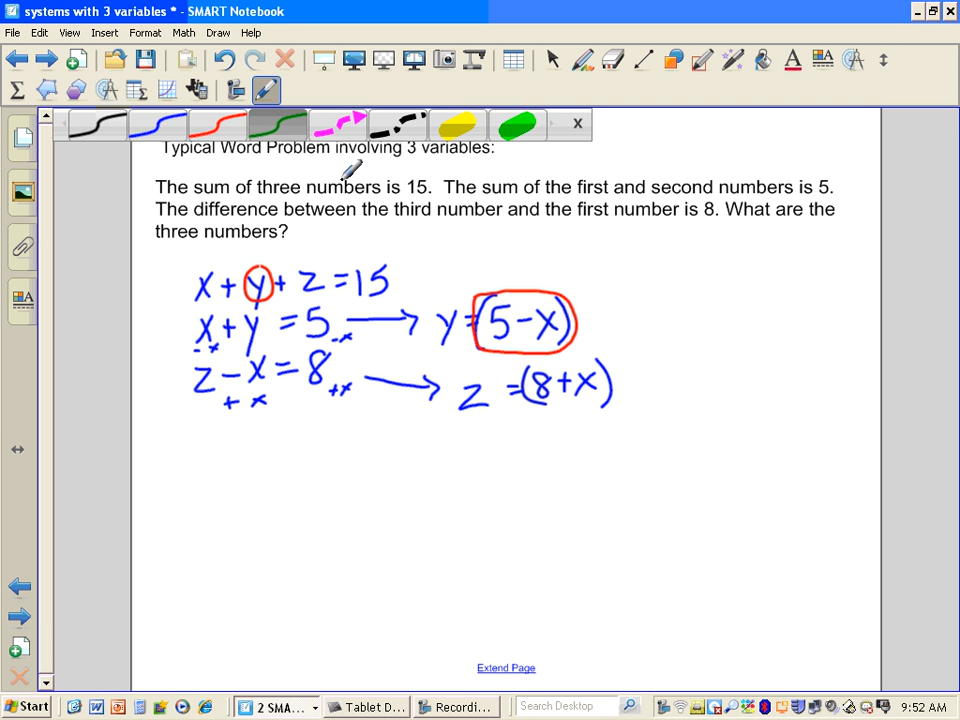 systems with 3 variables * - SMART Notebook
File Edit View Insert Format Math Draw Help
x
Typical Word Problem involving 3 variables:
The sum of three numbers is 15. The sum of the first and second numbers is 5.
The difference between the third number and the first number is 8. What are the
three numbers?
x + y + z = 15
x + y = 5 → y = (5 - x)
-x -x
z - x = 8 → z = (8 + x)
+ x +x
Extend Page
Start
2 SMA...
Tablet D...
Recordi...
Search Desktop
9:52 AM